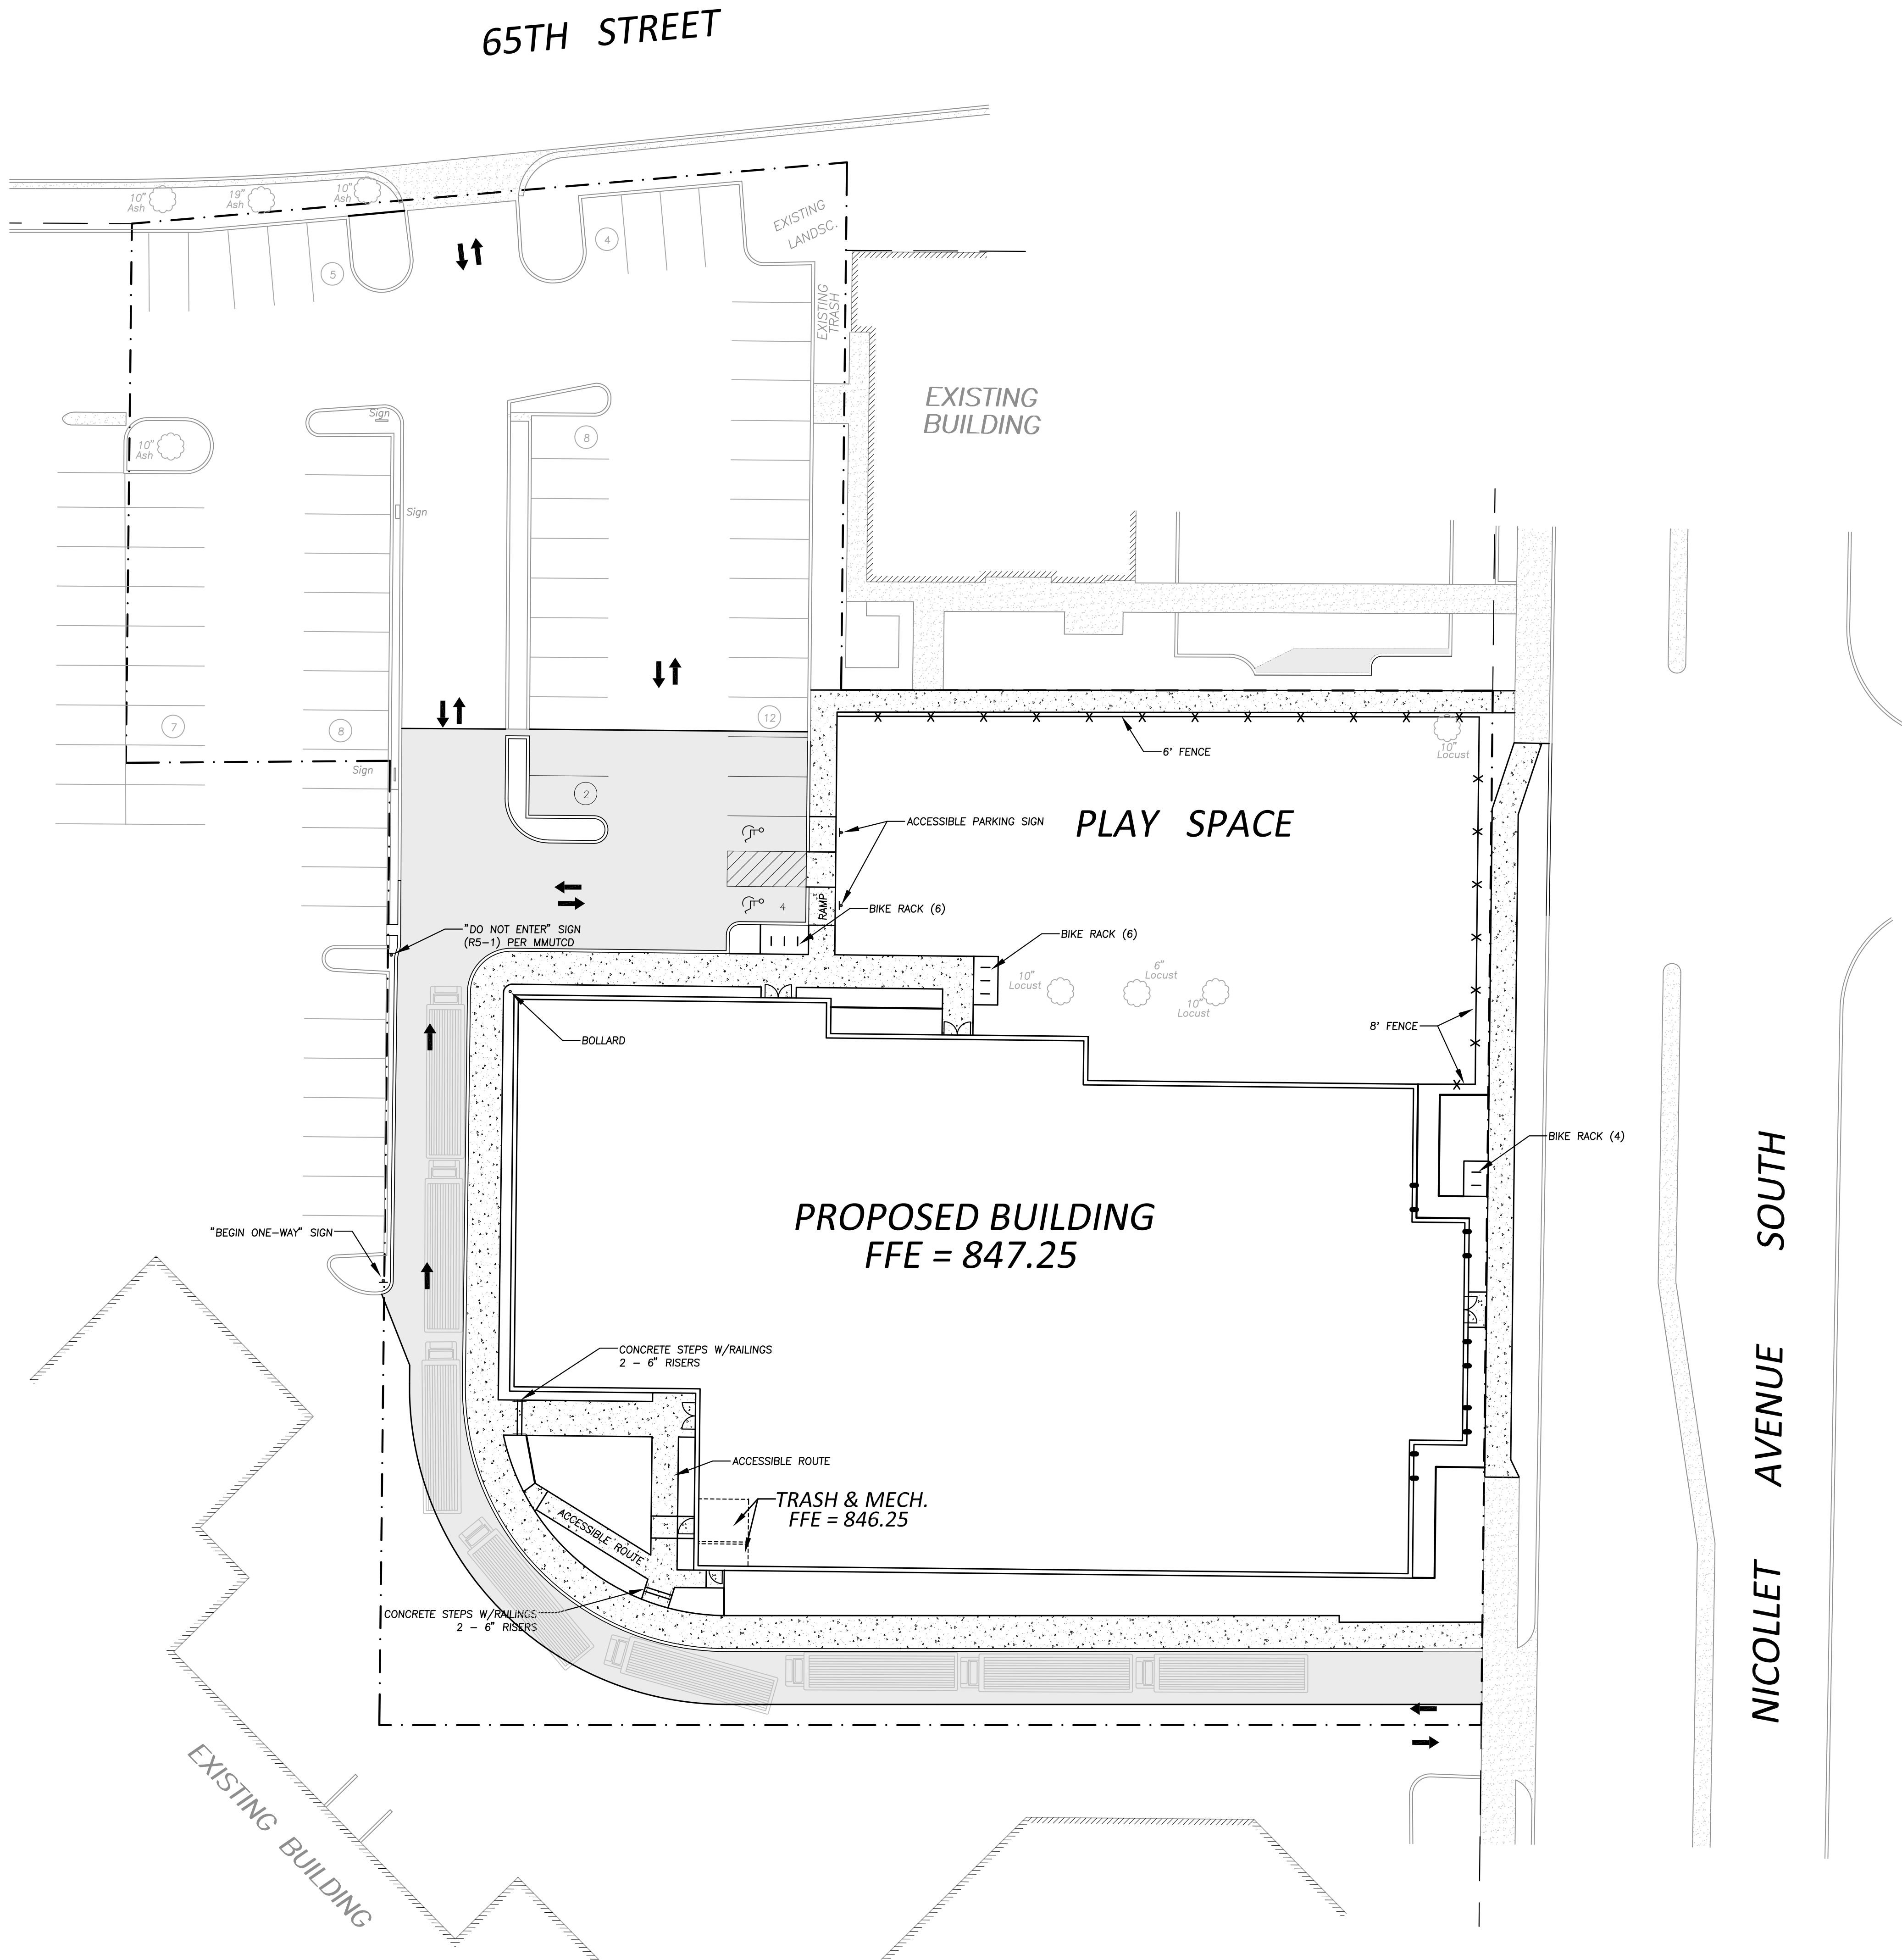 65TH STREET
10"
Ash
19"
Ash
10"
Ash
EXISTING
LANDSC.
4
5
EXISTING
TRASH
EXISTING
BUILDING
Sign
8
10"
Ash
Sign
12
7
8
6' FENCE
10"
Locust
Sign
2
ACCESSIBLE PARKING SIGN
PLAY SPACE
4
RAMP
BIKE RACK (6)
"DO NOT ENTER" SIGN
(R5-1) PER MMUTCD
BIKE RACK (6)
10"
Locust
6"
Locust
10"
Locust
8' FENCE
BOLLARD
BIKE RACK (4)
PROPOSED BUILDING
FFE = 847.25
"BEGIN ONE-WAY" SIGN
CONCRETE STEPS W/RAILINGS
2 - 6" RISERS
ACCESSIBLE ROUTE
TRASH & MECH.
FFE = 846.25
ACCESSIBLE ROUTE
CONCRETE STEPS W/RAILINGS
2 - 6" RISERS
NICOLLET AVENUE SOUTH
EXISTING BUILDING